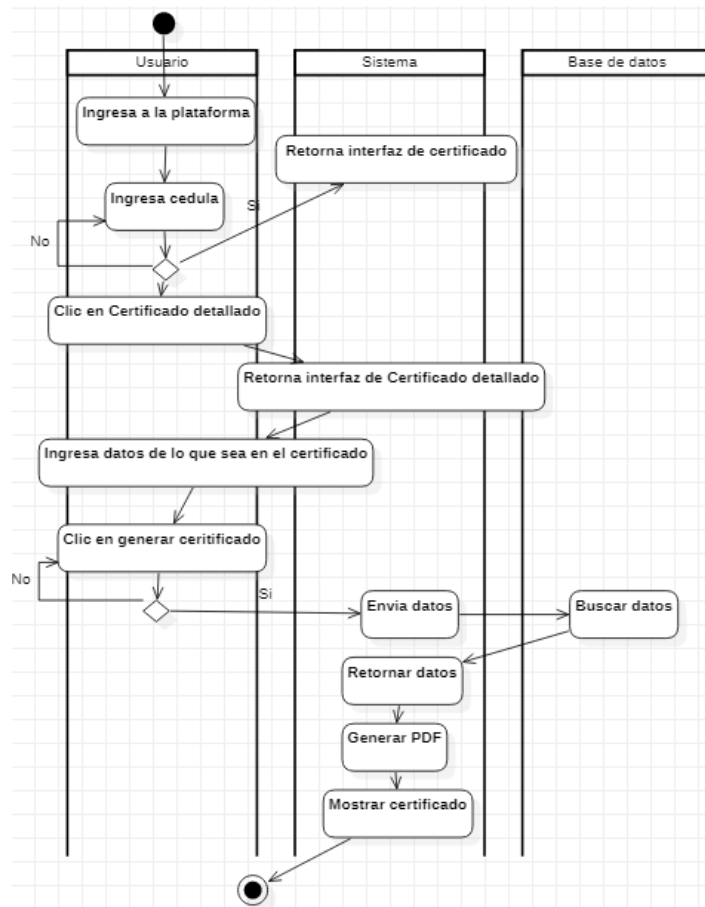 Usuario
Sistema
Base de datos
Ingresa a la plataforma
Retorna interfaz de certificado
Ingresa cedula
Si
No
Clic en Certificado detallado
Retorna interfaz de Certificado detallado
Ingresa datos de lo que sea en el certificado
Clic en generar ceritificado
No
Si
Envia datos
Buscar datos
Retornar datos
Generar PDF
Mostrar certificado